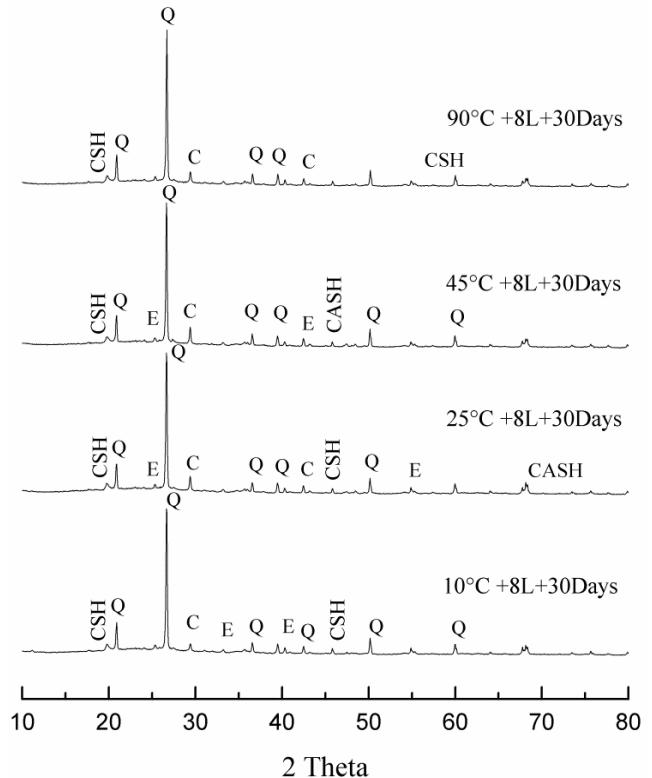 Q
90°C +8L+30Days
CSH
Q
C
Q
Q
C
CSH
Q
45°C +8L+30Days
CSH
Q
E
C
Q
Q
E
CASH
Q
Q
Q
25°C +8L+30Days
CSH
Q
E
C
Q
Q
C
CSH
Q
E
CASH
Q
10°C +8L+30Days
CSH
Q
C
E
Q
E
Q
CSH
Q
Q
10 20 30 40 50 60 70 80
2 Theta